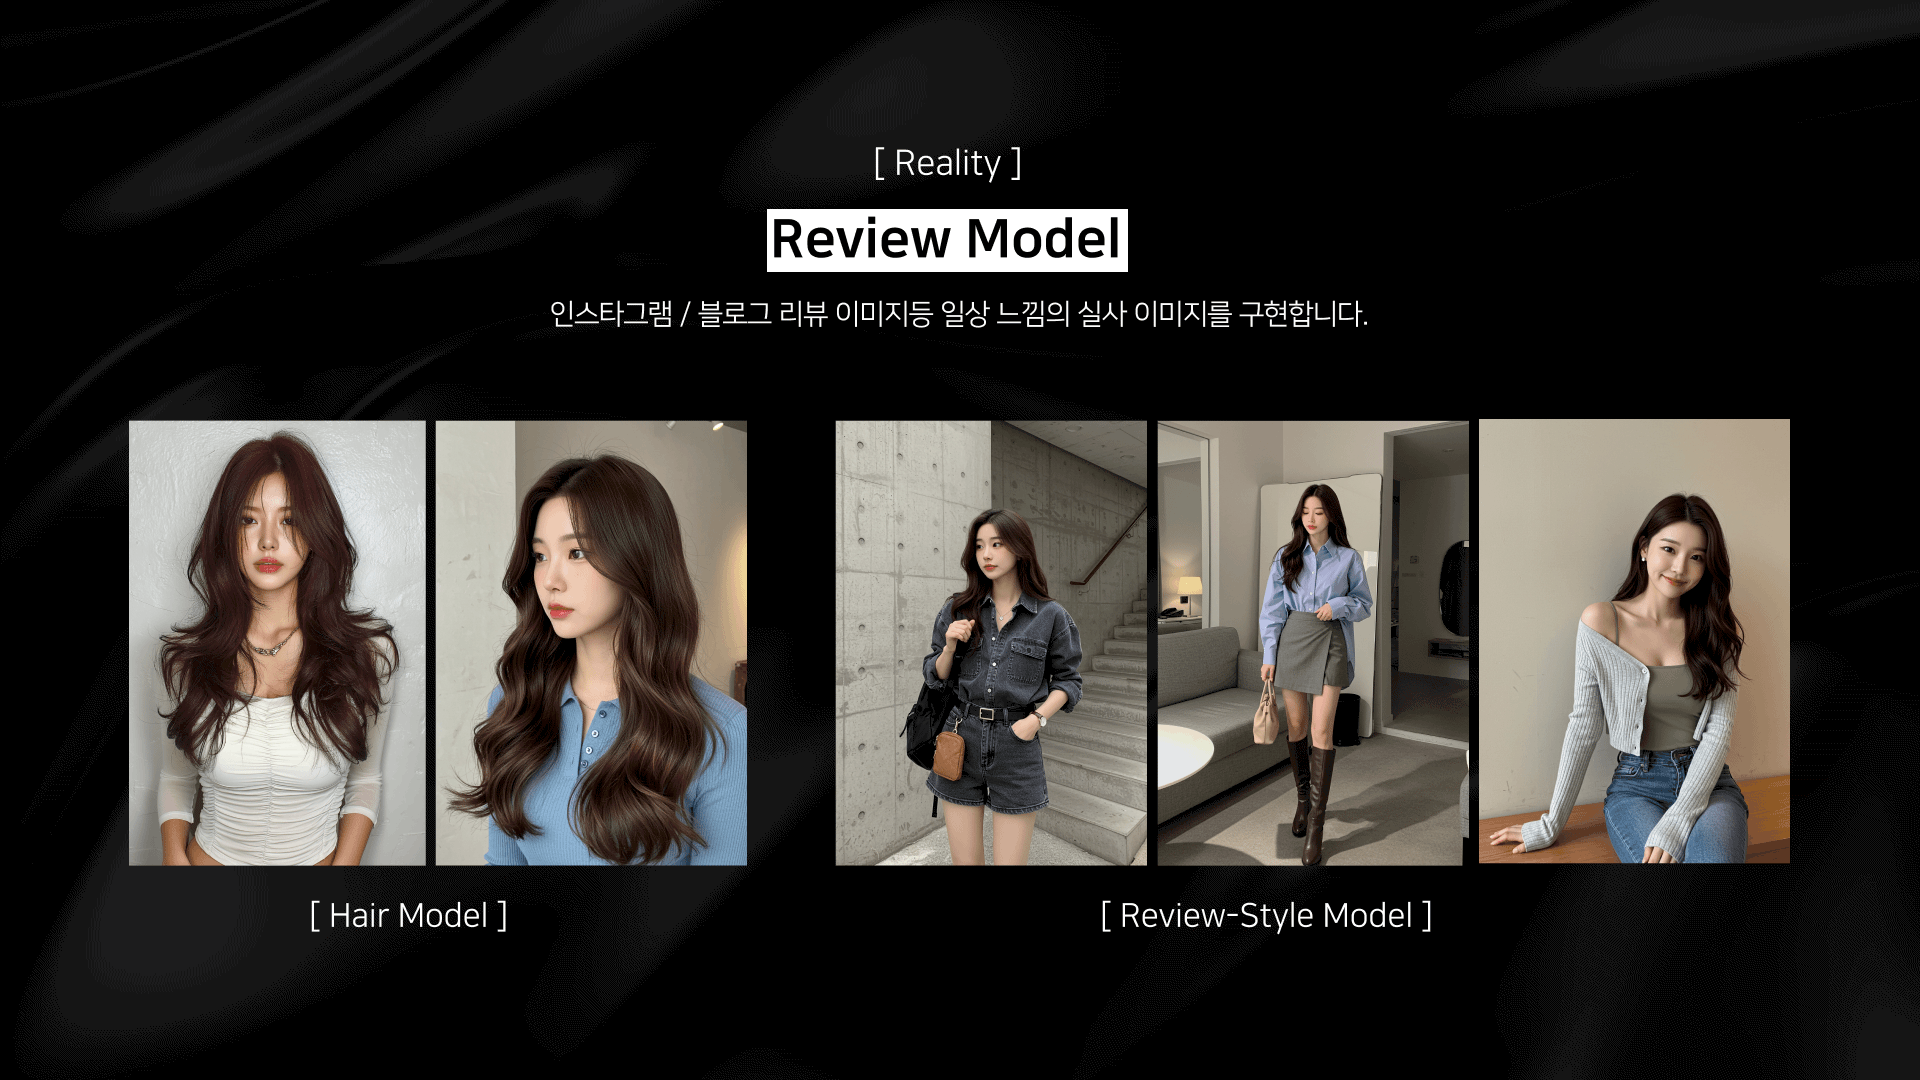 [ Reality ]
Review Model
인스타그램 / 블로그 리뷰 이미지등 일상 느낌의 실사 이미지를 구현합니다.
[ Hair Model ]
[ Review-Style Model ]